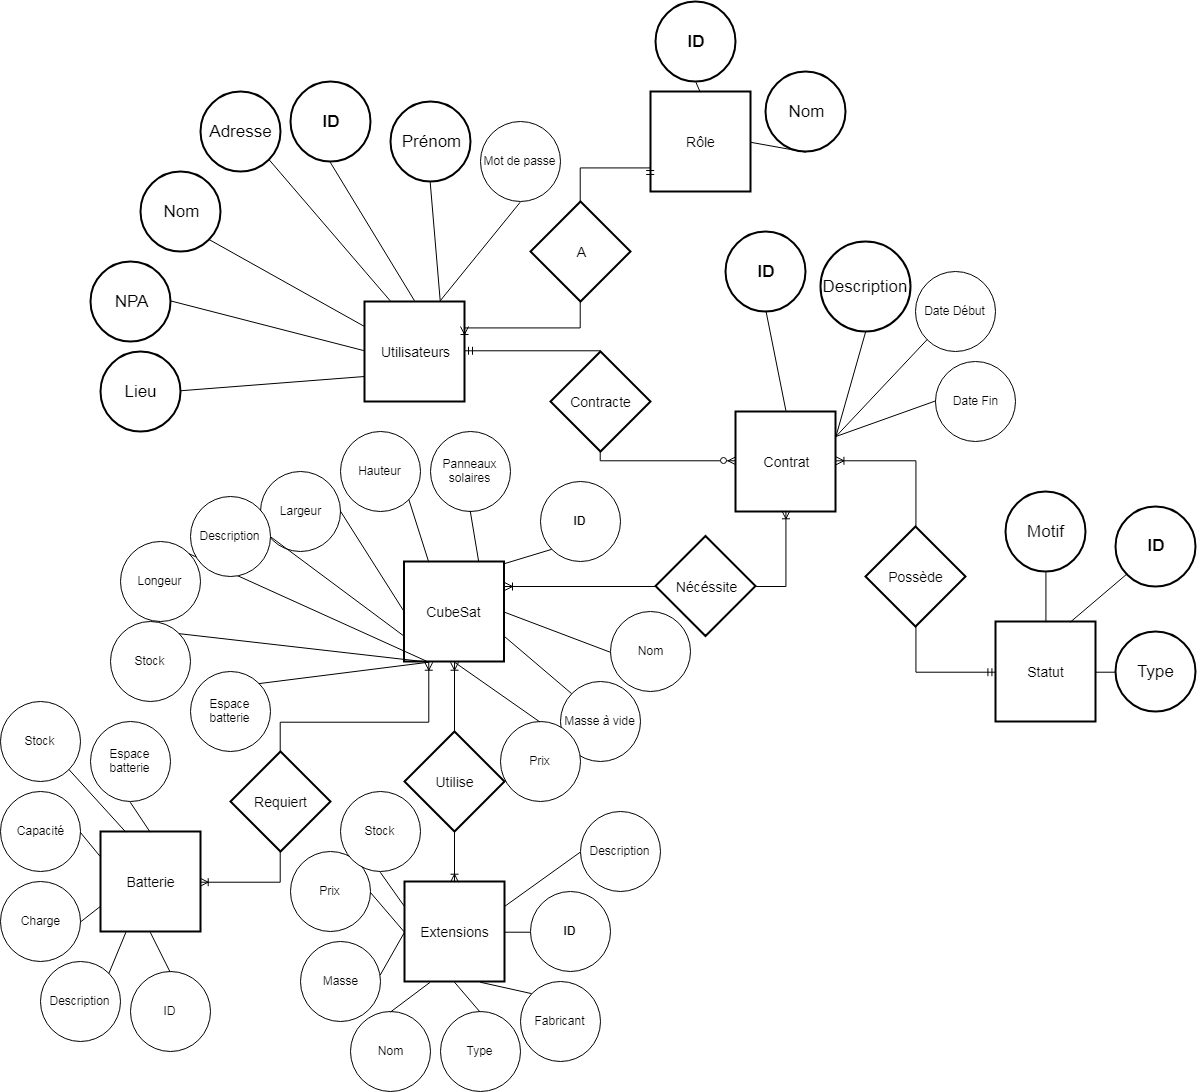 ID
Rôle
Nom
Adresse
ID
Prénom
Mot de passe
Nom
NPA
Lieu
Utilisateurs
A
Contracte
ID
Description
Date Début
Date Fin
Contrat
Hauteur
Panneaux
solaires
Largeur
Description
Longeur
Stock
Espace
batterie
ID
CubeSat
Nécéssite
Nom
Masse à vide
Prix
Possède
Motif
ID
Statut
Type
Stock
Espace
batterie
Capacité
Charge
Batterie
Description
ID
Requiert
Utilise
Stock
Prix
Masse
Extensions
Description
ID
Fabricant
Nom
Type